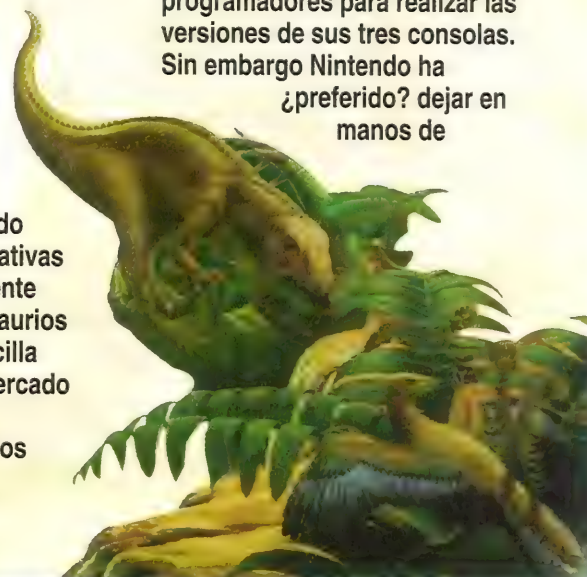 programadores para realizar las
versiones de sus tres consolas.
Sin embargo Nintendo ha
¿preferido? dejar en
manos de
do
ativas
ente
aurios
cilla
ercado
os